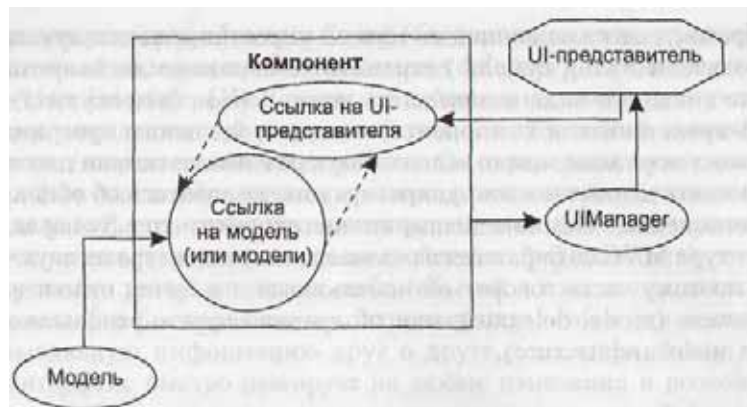 Компонент
UI-представитель
Ссылка на UI-
представителя
Ссылка
на модель
(или модели)
UIManager
Модель